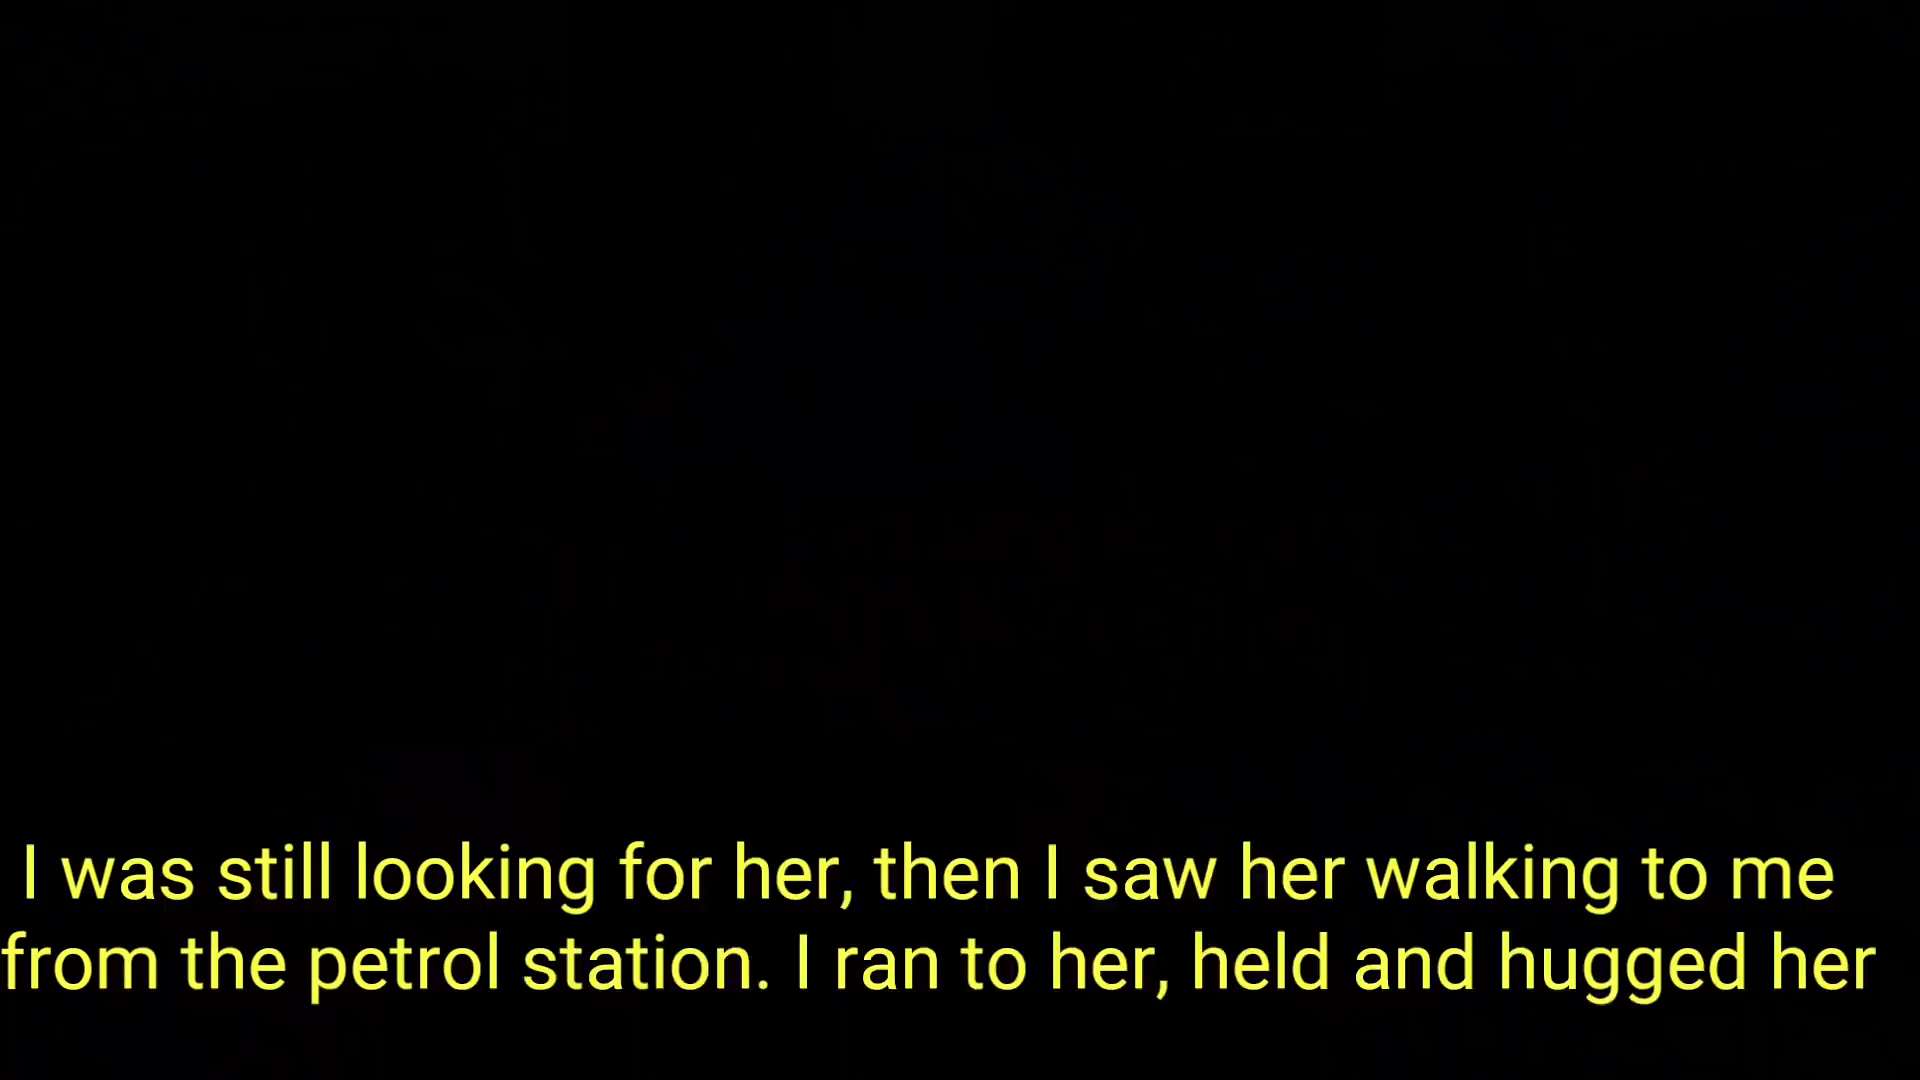 I was still looking for her, then I saw her walking to me
from the petrol station. I ran to her, held and hugged her